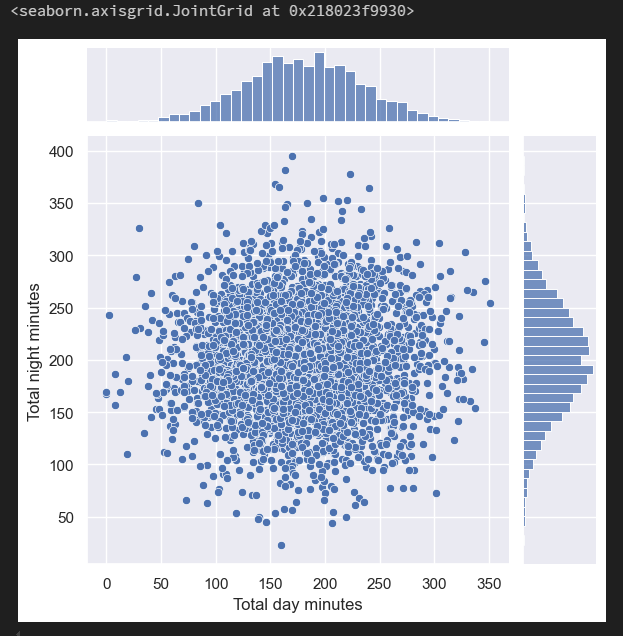 <seaborn.axisgrid.JointGrid at 0x218023f9930>
400
350
300
250
200
150
100
50
Total night minutes
0 50 100 150 200 250 300 350
Total day minutes